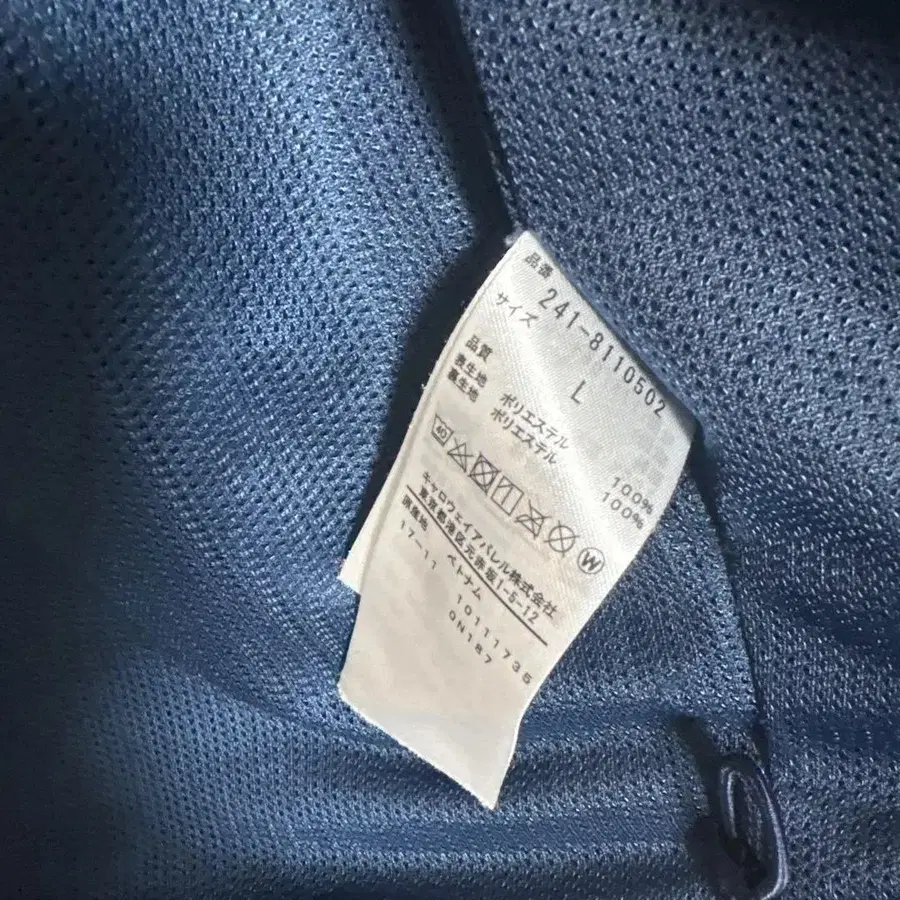 品番 241-8110502
サイズ L
品質
表生地 ポリエステル 100%
裏生地 ポリエステル 100%
40 W
キャロウェイアパレル株式会社
東京都港区元赤坂1-5-12
原産地 ベトナム 10111735
17-11 0N187